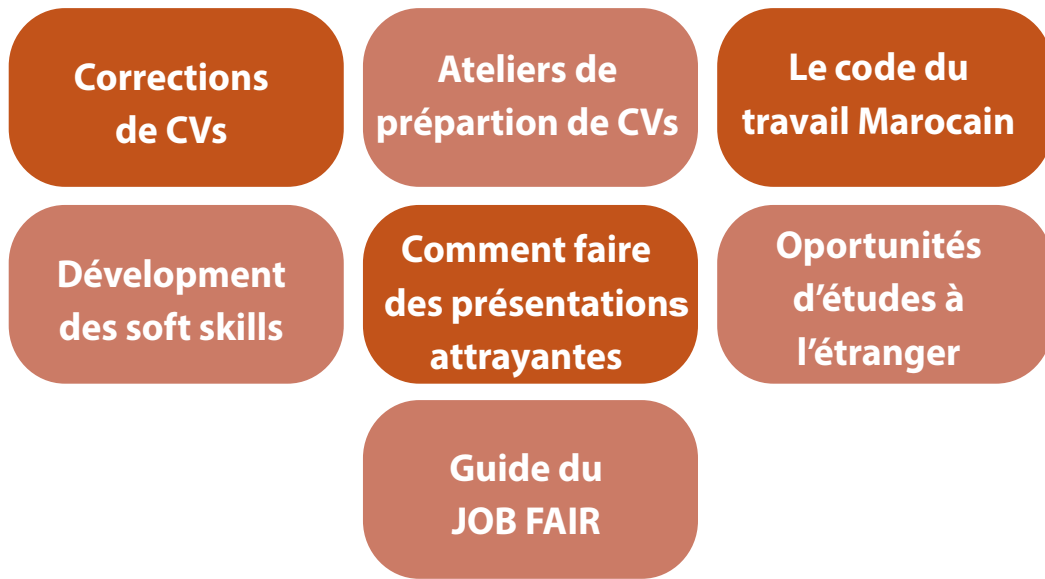 Corrections
de CVs
Ateliers de
prépartion de CVs
Le code du
travail Marocain
Dévelopment
des soft skills
Comment faire
des présentations
attrayantes
Oportunités
d'études à
l'étranger
Guide du
JOB FAIR